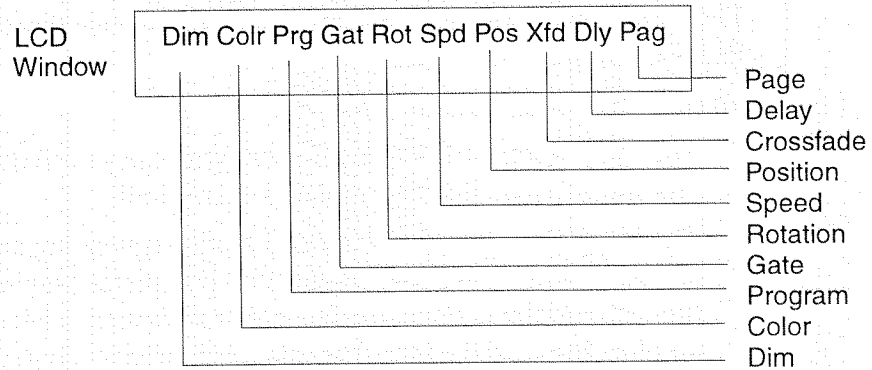 LCD
Window
Dim Colr Prg Gat Rot Spd Pos Xfd Dly Pag
Page
Delay
Crossfade
Position
Speed
Rotation
Gate
Program
Color
Dim